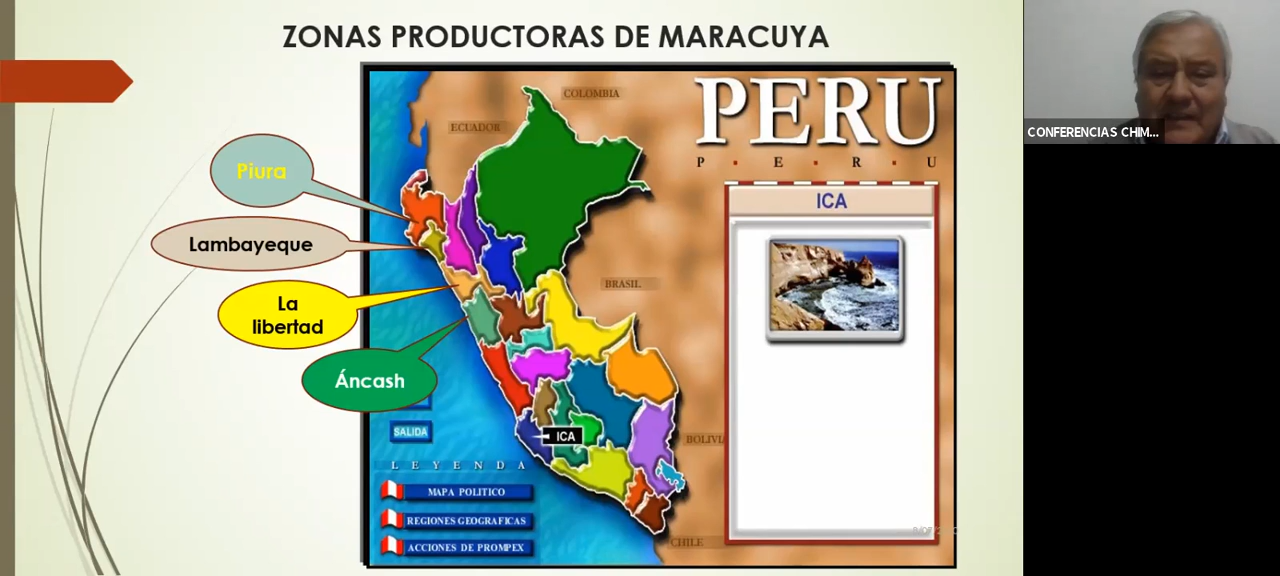 ZONAS PRODUCTORAS DE MARACUYA
PERU
P · E · R · U
COLOMBIA
ECUADOR
Piura
Lambayeque
La
libertad
Áncash
BRASIL
ICA
ICA
SALIDA
BOLIVIA
L E Y E N D A
MAPA POLITICO
REGIONES GEOGRAFICAS
ACCIONES DE PROMPEX
CHILE
CONFERENCIAS CHIM...